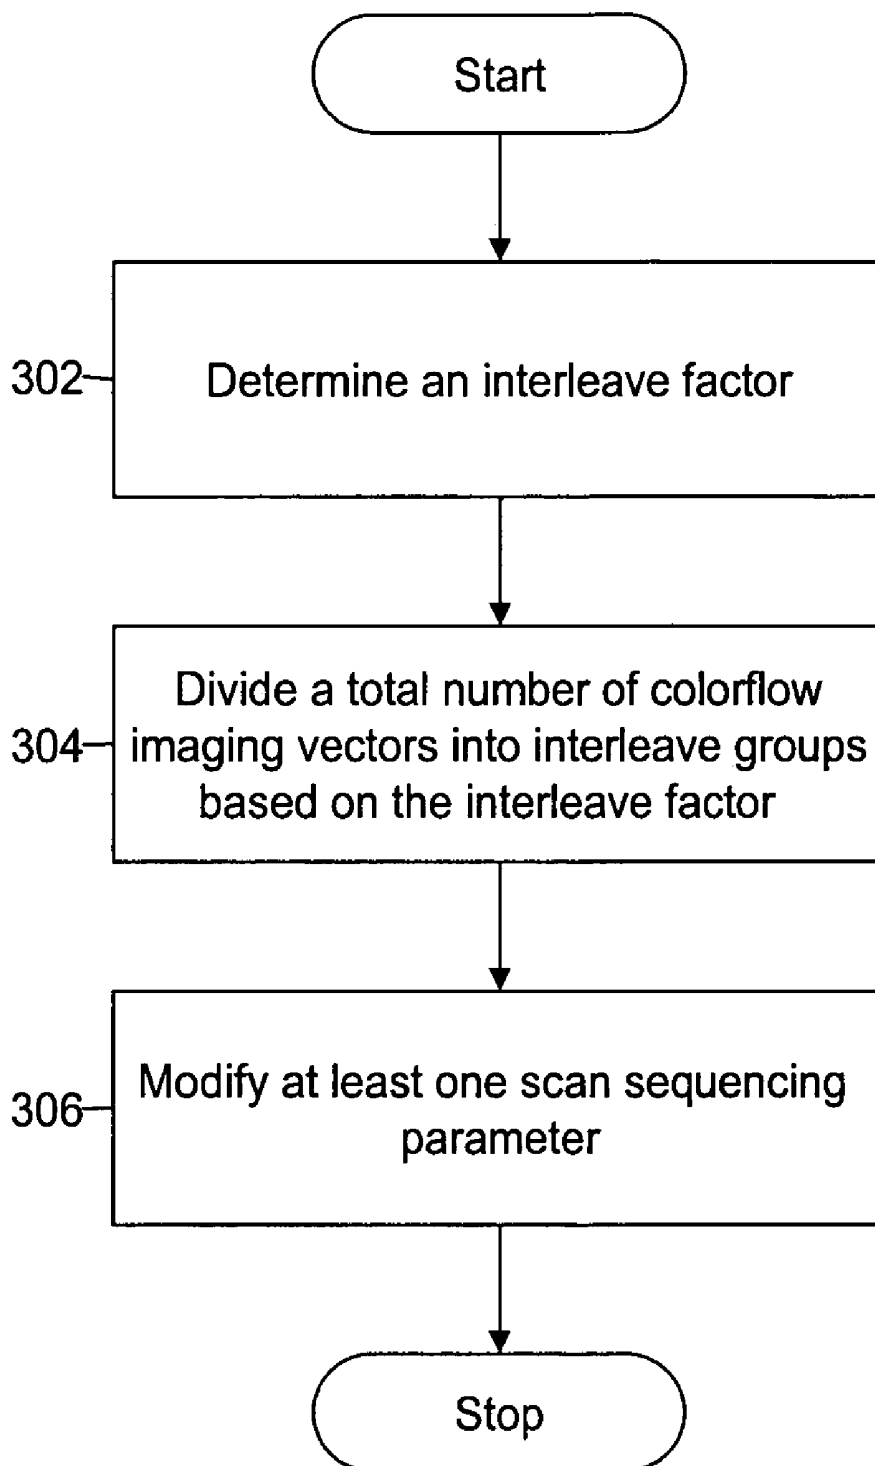 Start
302
Determine an interleave factor
304
Divide a total number of colorflow
imaging vectors into interleave groups
based on the interleave factor
306
Modify at least one scan sequencing
parameter
Stop